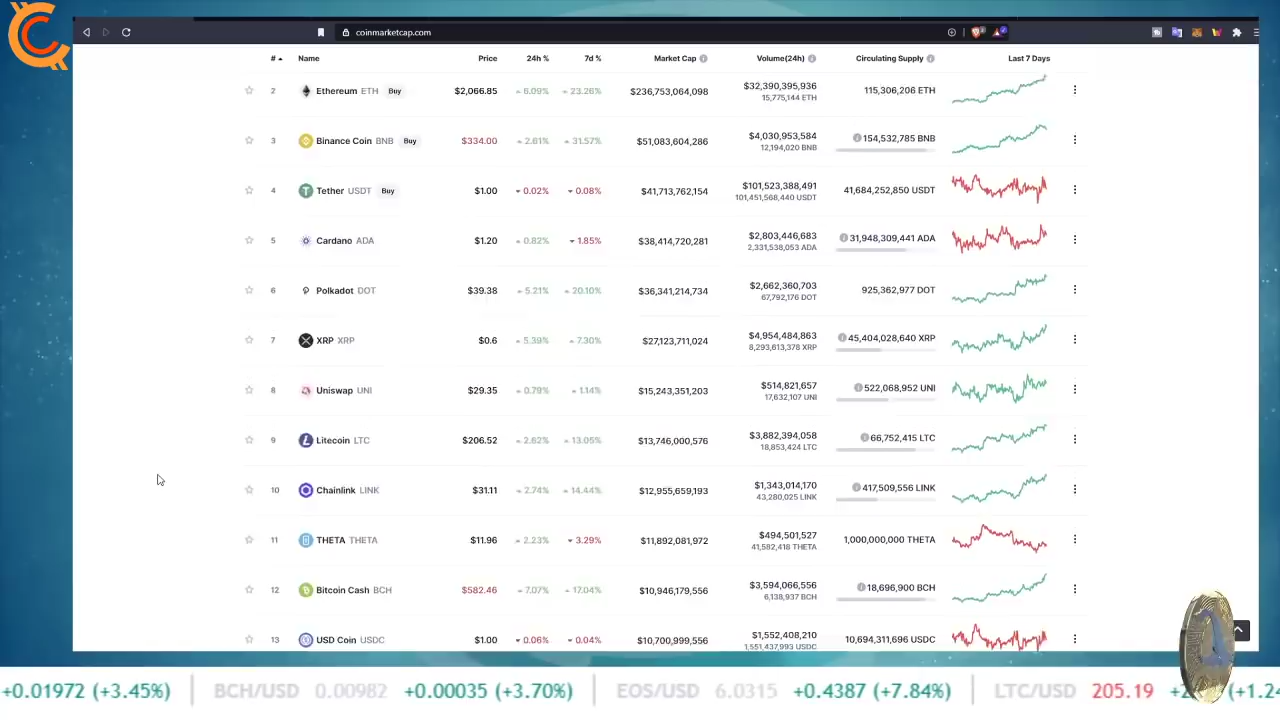 coinmarketcap.com
# Name Price 24h % 7d % Market Cap Volume(24h) Circulating Supply Last 7 Days
2 Ethereum ETH Buy $2,066.85 6.09% 23.26% $236,753,064,098 $32,390,395,936 115,306,206 ETH
15,775,144 ETH
3 Binance Coin BNB Buy $334.00 2.61% 31.57% $51,083,604,286 $4,030,953,584 154,532,785 BNB
12,194,020 BNB
4 Tether USDT Buy $1.00 0.02% 0.08% $41,713,762,154 $101,523,388,491 41,684,252,850 USDT
101,451,568,440 USDT
5 Cardano ADA $1.20 0.82% 1.85% $38,414,720,281 $2,803,446,683 31,948,309,441 ADA
2,331,538,053 ADA
6 Polkadot DOT $39.38 5.21% 20.10% $36,341,214,734 $2,662,360,703 925,362,977 DOT
67,792,176 DOT
7 XRP XRP $0.6 5.39% 7.30% $27,123,711,024 $4,954,484,863 45,404,028,640 XRP
8,293,613,378 XRP
8 Uniswap UNI $29.35 0.79% 1.14% $15,243,351,203 $514,821,657 522,068,952 UNI
17,632,107 UNI
9 Litecoin LTC $206.52 2.62% 13.05% $13,746,000,576 $3,882,394,058 66,752,415 LTC
18,853,424 LTC
10 Chainlink LINK $31.11 2.74% 14.44% $12,955,659,193 $1,343,014,170 417,509,556 LINK
43,280,025 LINK
11 THETA THETA $11.96 2.23% 3.29% $11,892,081,972 $494,501,527 1,000,000,000 THETA
41,582,418 THETA
12 Bitcoin Cash BCH $582.46 7.07% 17.04% $10,946,179,558 $3,594,066,556 18,696,900 BCH
6,138,937 BCH
13 USD Coin USDC $1.00 0.06% 0.04% $10,700,999,556 $1,552,408,210 10,694,311,696 USDC
1,551,437,993 USDC
+0.01972 (+3.45%) BCH/USD 0.00982 +0.00035 (+3.70%) EOS/USD 6.0315 +0.4387 (+7.84%) LTC/USD 205.19